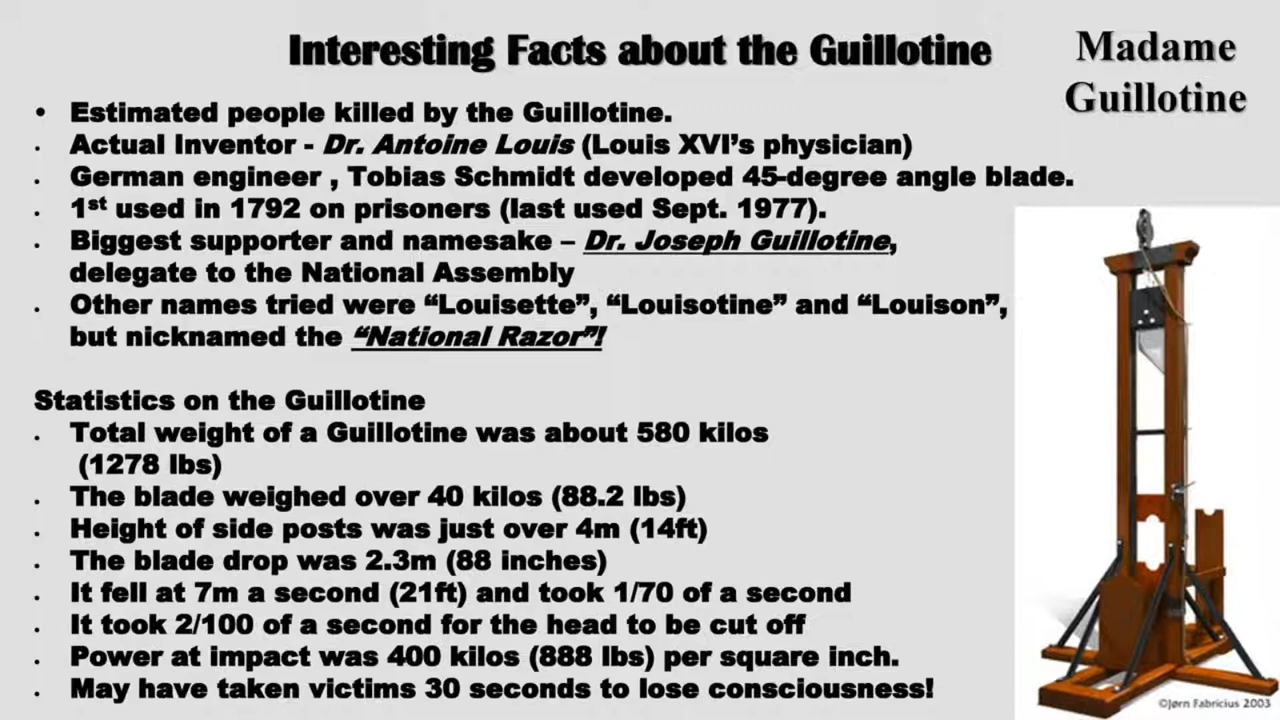 Interesting Facts about the Guillotine
Madame
Guillotine
• Estimated people killed by the Guillotine.
• Actual Inventor - Dr. Antoine Louis (Louis XVI’s physician)
• German engineer , Tobias Schmidt developed 45-degree angle blade.
• 1st used in 1792 on prisoners (last used Sept. 1977).
• Biggest supporter and namesake – Dr. Joseph Guillotine,
delegate to the National Assembly
• Other names tried were “Louisette”, “Louisotine” and “Louison”,
but nicknamed the “National Razor”!
Statistics on the Guillotine
• Total weight of a Guillotine was about 580 kilos
(1278 lbs)
• The blade weighed over 40 kilos (88.2 lbs)
• Height of side posts was just over 4m (14ft)
• The blade drop was 2.3m (88 inches)
• It fell at 7m a second (21ft) and took 1/70 of a second
• It took 2/100 of a second for the head to be cut off
• Power at impact was 400 kilos (888 lbs) per square inch.
• May have taken victims 30 seconds to lose consciousness!
©Jørn Fabricius 2003